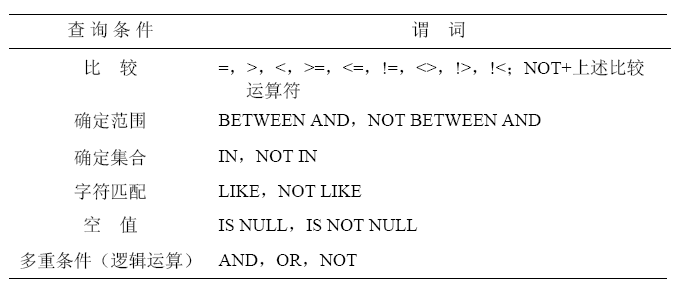 查询条件 谓词
比较 =，>，<，>=，<=，!=，<>，!>，!<；NOT+上述比较
运算符
确定范围 BETWEEN AND，NOT BETWEEN AND
确定集合 IN，NOT IN
字符匹配 LIKE，NOT LIKE
空值 IS NULL，IS NOT NULL
多重条件（逻辑运算） AND，OR，NOT